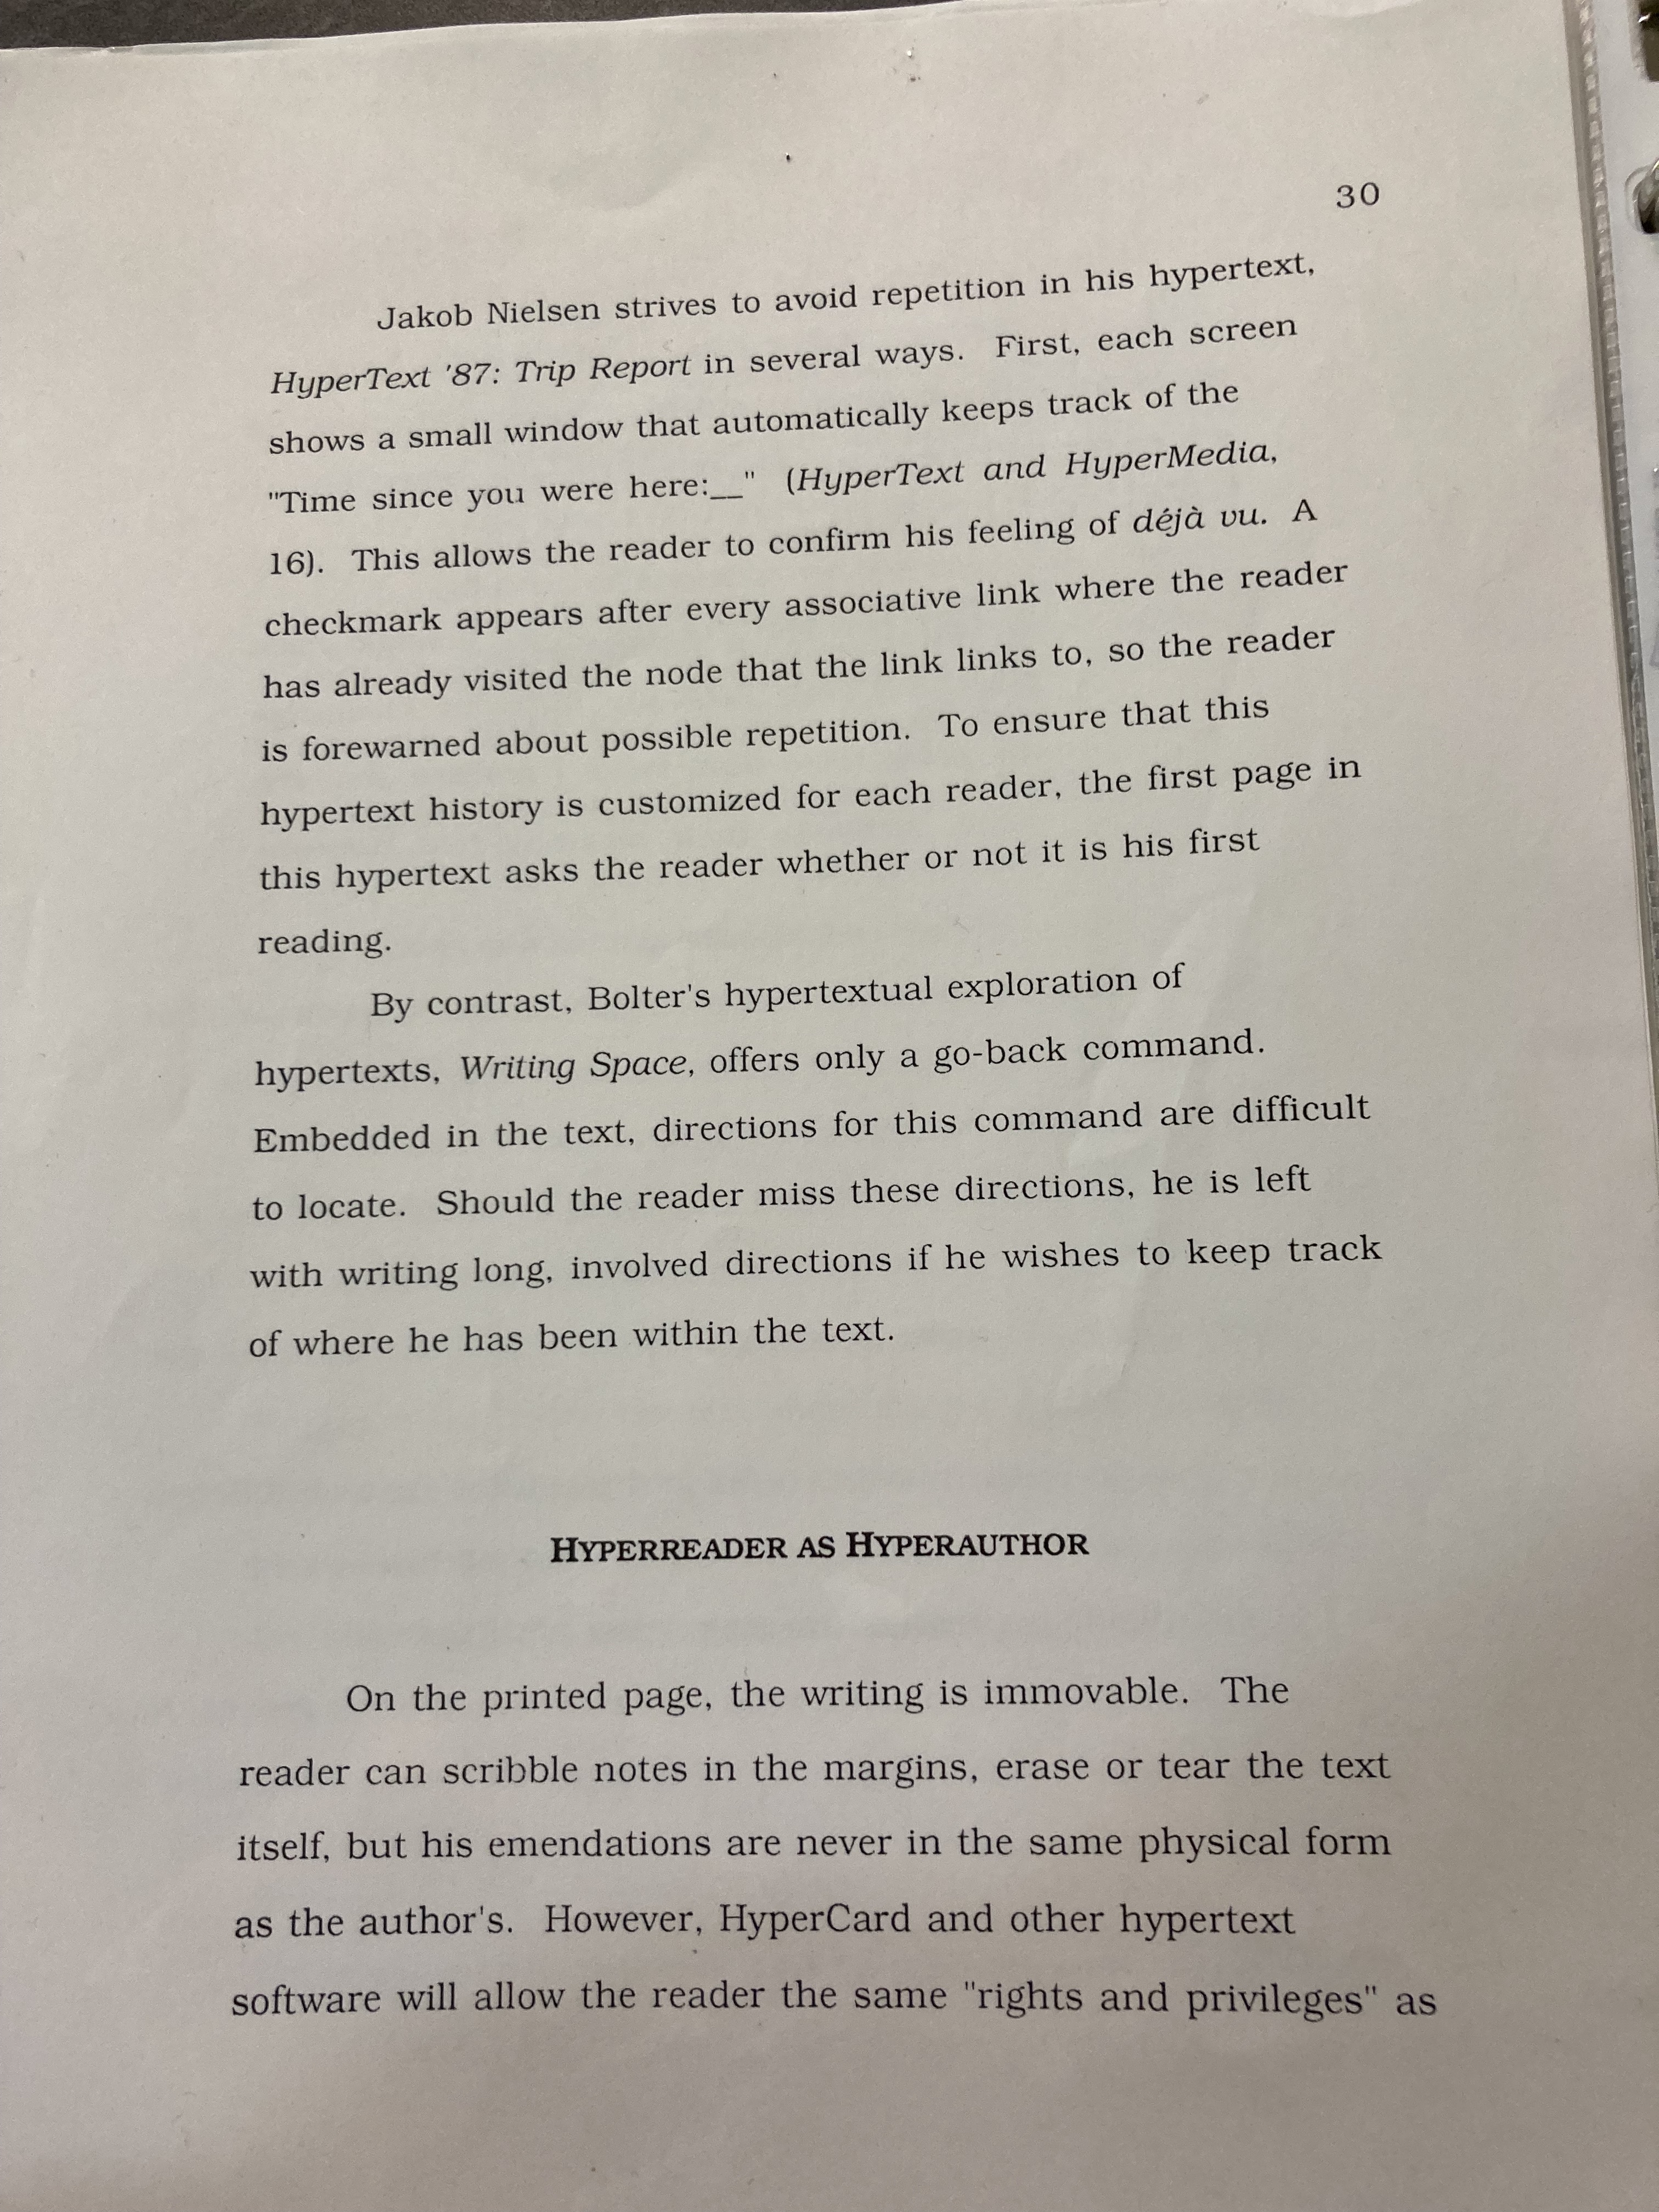 30
Jakob Nielsen strives to avoid repetition in his hypertext,
HyperText '87: Trip Report in several ways.  First, each screen
shows a small window that automatically keeps track of the
"Time since you were here:__"  (HyperText and HyperMedia,
16).  This allows the reader to confirm his feeling of déjà vu.  A
checkmark appears after every associative link where the reader
has already visited the node that the link links to, so the reader
is forewarned about possible repetition.  To ensure that this
hypertext history is customized for each reader, the first page in
this hypertext asks the reader whether or not it is his first
reading.
By contrast, Bolter's hypertextual exploration of
hypertexts, Writing Space, offers only a go-back command.
Embedded in the text, directions for this command are difficult
to locate.  Should the reader miss these directions, he is left
with writing long, involved directions if he wishes to keep track
of where he has been within the text.
HYPERREADER AS HYPERAUTHOR
On the printed page, the writing is immovable.  The
reader can scribble notes in the margins, erase or tear the text
itself, but his emendations are never in the same physical form
as the author's.  However, HyperCard and other hypertext
software will allow the reader the same "rights and privileges" as